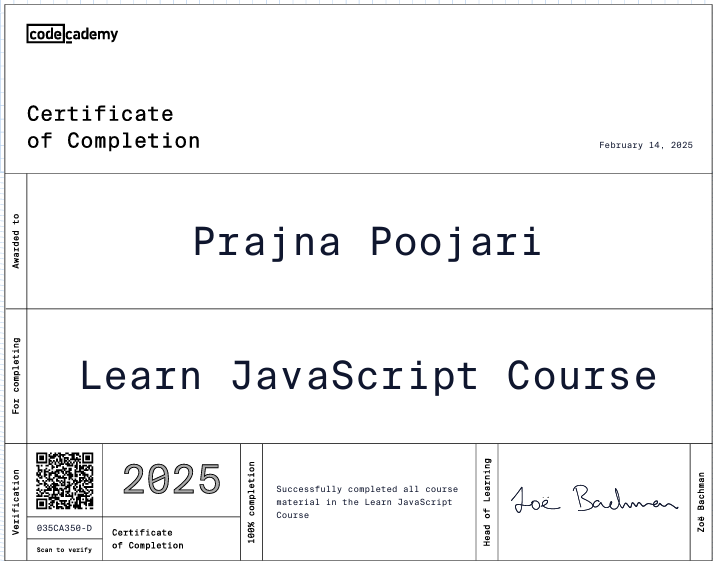 codecademy
Certificate
of Completion
February 14, 2025
Awarded to
Prajna Poojari
For completing
Learn JavaScript Course
Verification
035CA350-D
Scan to verify
2025
Certificate
of Completion
100% completion
Successfully completed all course
material in the Learn JavaScript
Course
Head of Learning
Zoë Bachman
Zoë Bachman